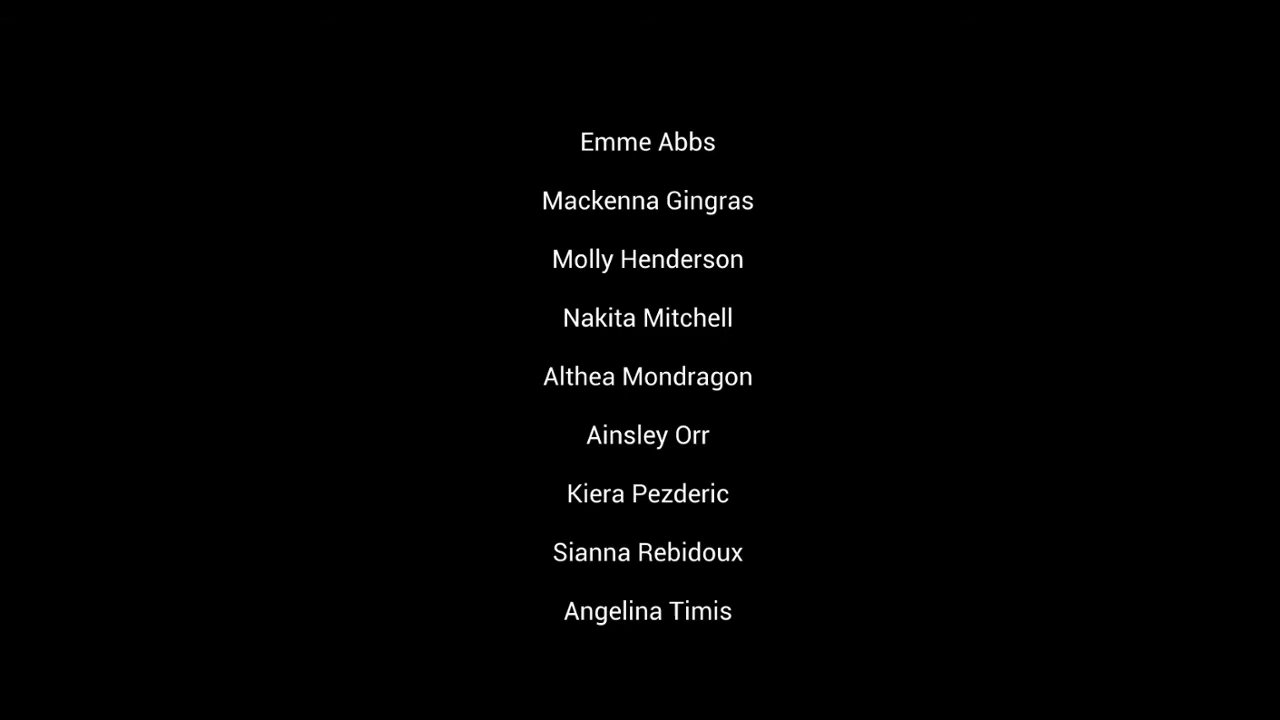 Emme Abbs
Mackenna Gingras
Molly Henderson
Nakita Mitchell
Althea Mondragon
Ainsley Orr
Kiera Pezderic
Sianna Rebidoux
Angelina Timis